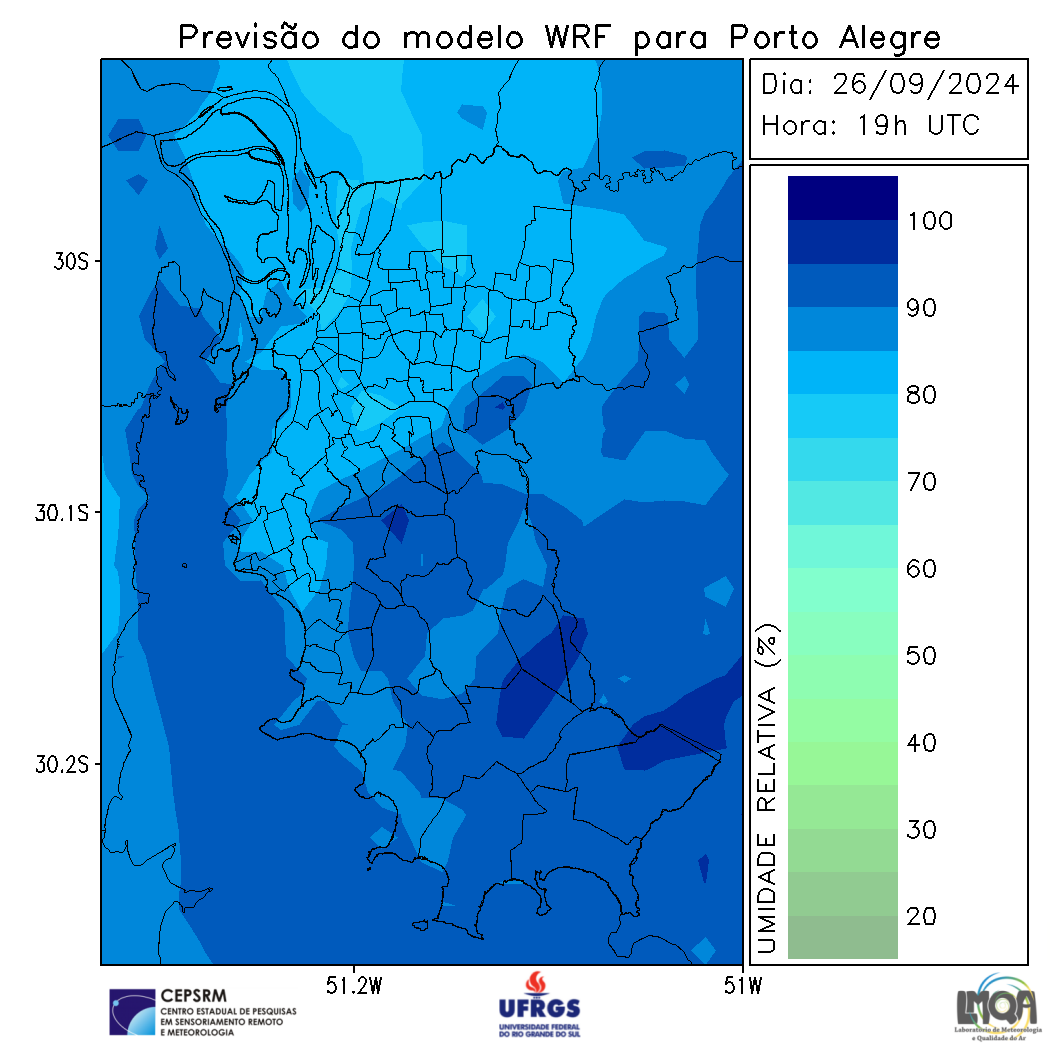 Previsão do modelo WRF para Porto Alegre
Dia: 26/09/2024
Hora: 19h UTC
30S
30.1S
30.2S
51.2W
51W
UMIDADE RELATIVA (%)
100
90
80
70
60
50
40
30
20
CEPSRM
CENTRO ESTADUAL DE PESQUISAS
EM SENSORIAMENTO REMOTO
E METEOROLOGIA
UFRGS
UNIVERSIDADE FEDERAL
DO RIO GRANDE DO SUL
LMQA
Laboratório de Meteorologia
e Qualidade do Ar